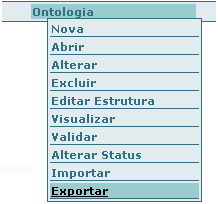 Ontologia
Nova
Abrir
Alterar
Excluir
Editar Estrutura
Visualizar
Validar
Alterar Status
Importar
Exportar